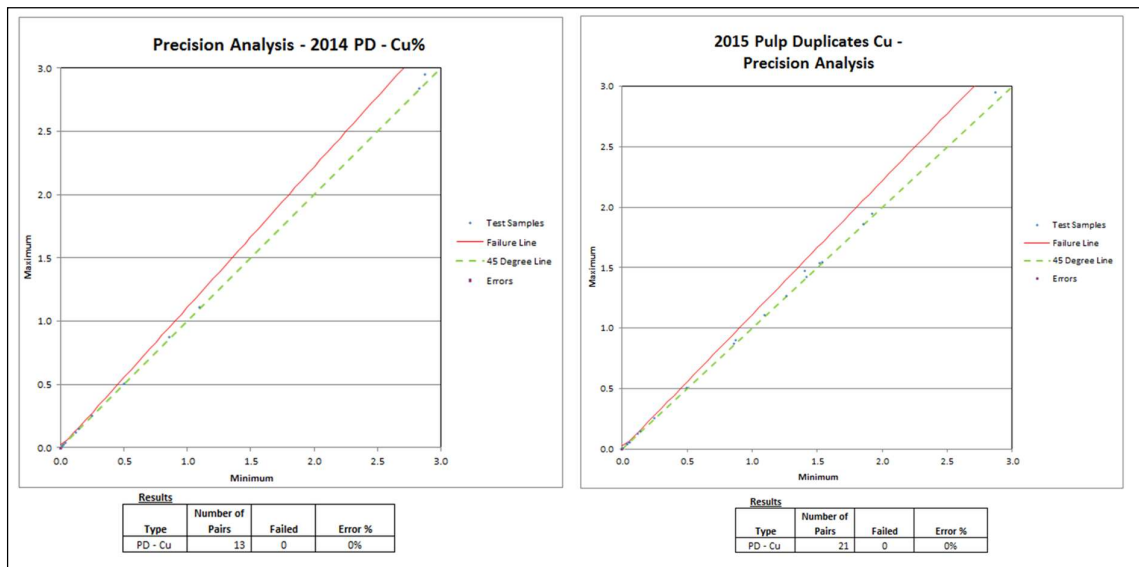 Precision Analysis - 2014 PD - Cu%
3.0
2.5
2.0
1.5
1.0
0.5
0.0
Maximum
0.0 0.5 1.0 1.5 2.0 2.5 3.0
Minimum
Test Samples
Failure Line
45 Degree Line
Errors
Results
Type Number of Pairs Failed Error %
PD - Cu 13 0 0%
2015 Pulp Duplicates Cu -
Precision Analysis
3.0
2.5
2.0
1.5
1.0
0.5
0.0
Maximum
0.0 0.5 1.0 1.5 2.0 2.5 3.0
Minimum
Test Samples
Failure Line
45 Degree Line
Errors
Results
Type Number of Pairs Failed Error %
PD - Cu 21 0 0%